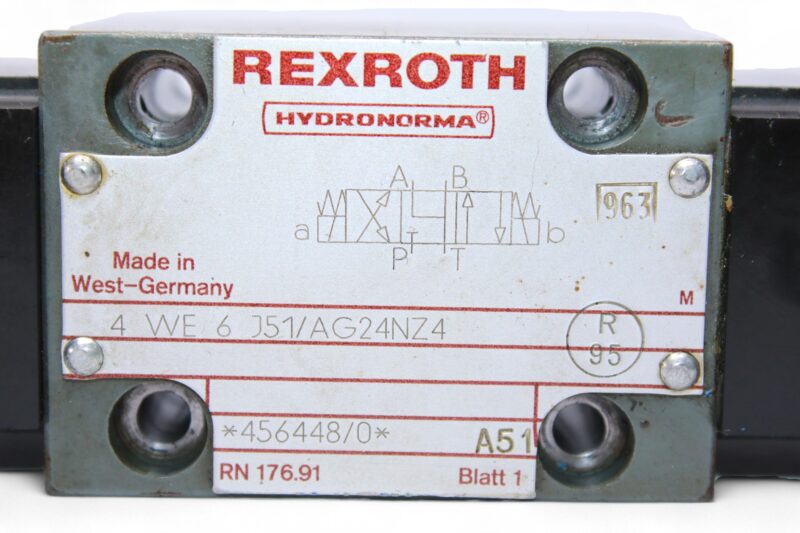 REXROTH
HYDRONORMA®
A B
963
a b
P T
Made in
West-Germany
M
4 WE 6 J51/AG24NZ4
R
95
*456448/0* A51
RN 176.91 Blatt 1